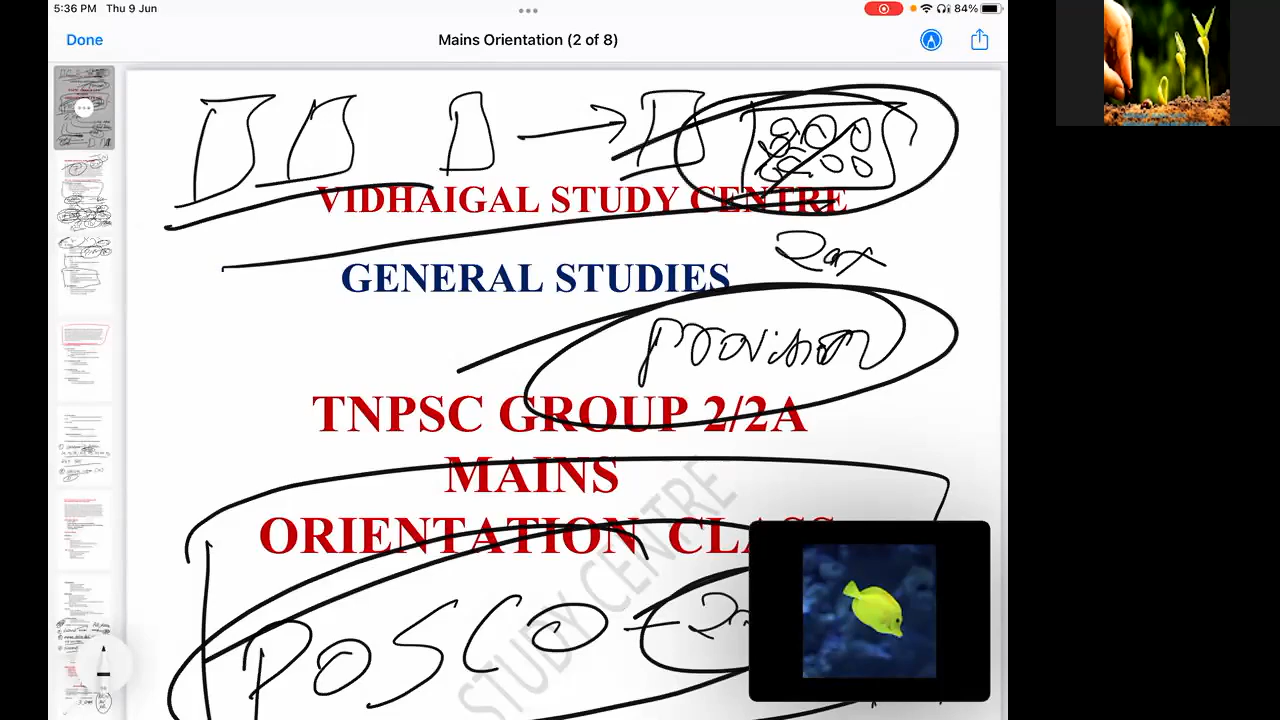 5:36 PM Thu 9 Jun
84%
Done
Mains Orientation (2 of 8)
VIDHAIGAL STUDY CENTRE
GENERAL STUDIES
provision
TNPSC GROUP 2/2A
MAINS
ORIENTATION CLASS
STUDY CENTRE
POSCO -